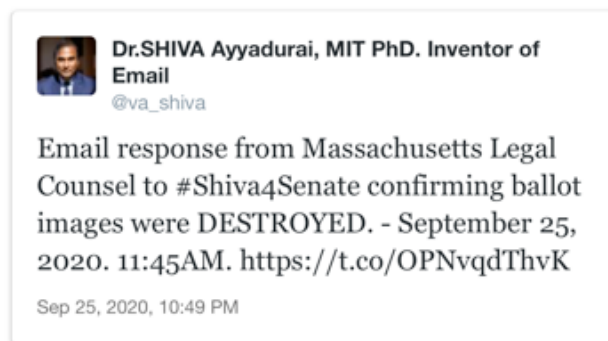 Dr.SHIVA Ayyadurai, MIT PhD. Inventor of
Email
@va_shiva
Email response from Massachusetts Legal
Counsel to #Shiva4Senate confirming ballot
images were DESTROYED. - September 25,
2020. 11:45AM. https://t.co/OPNvqdThvK
Sep 25, 2020, 10:49 PM